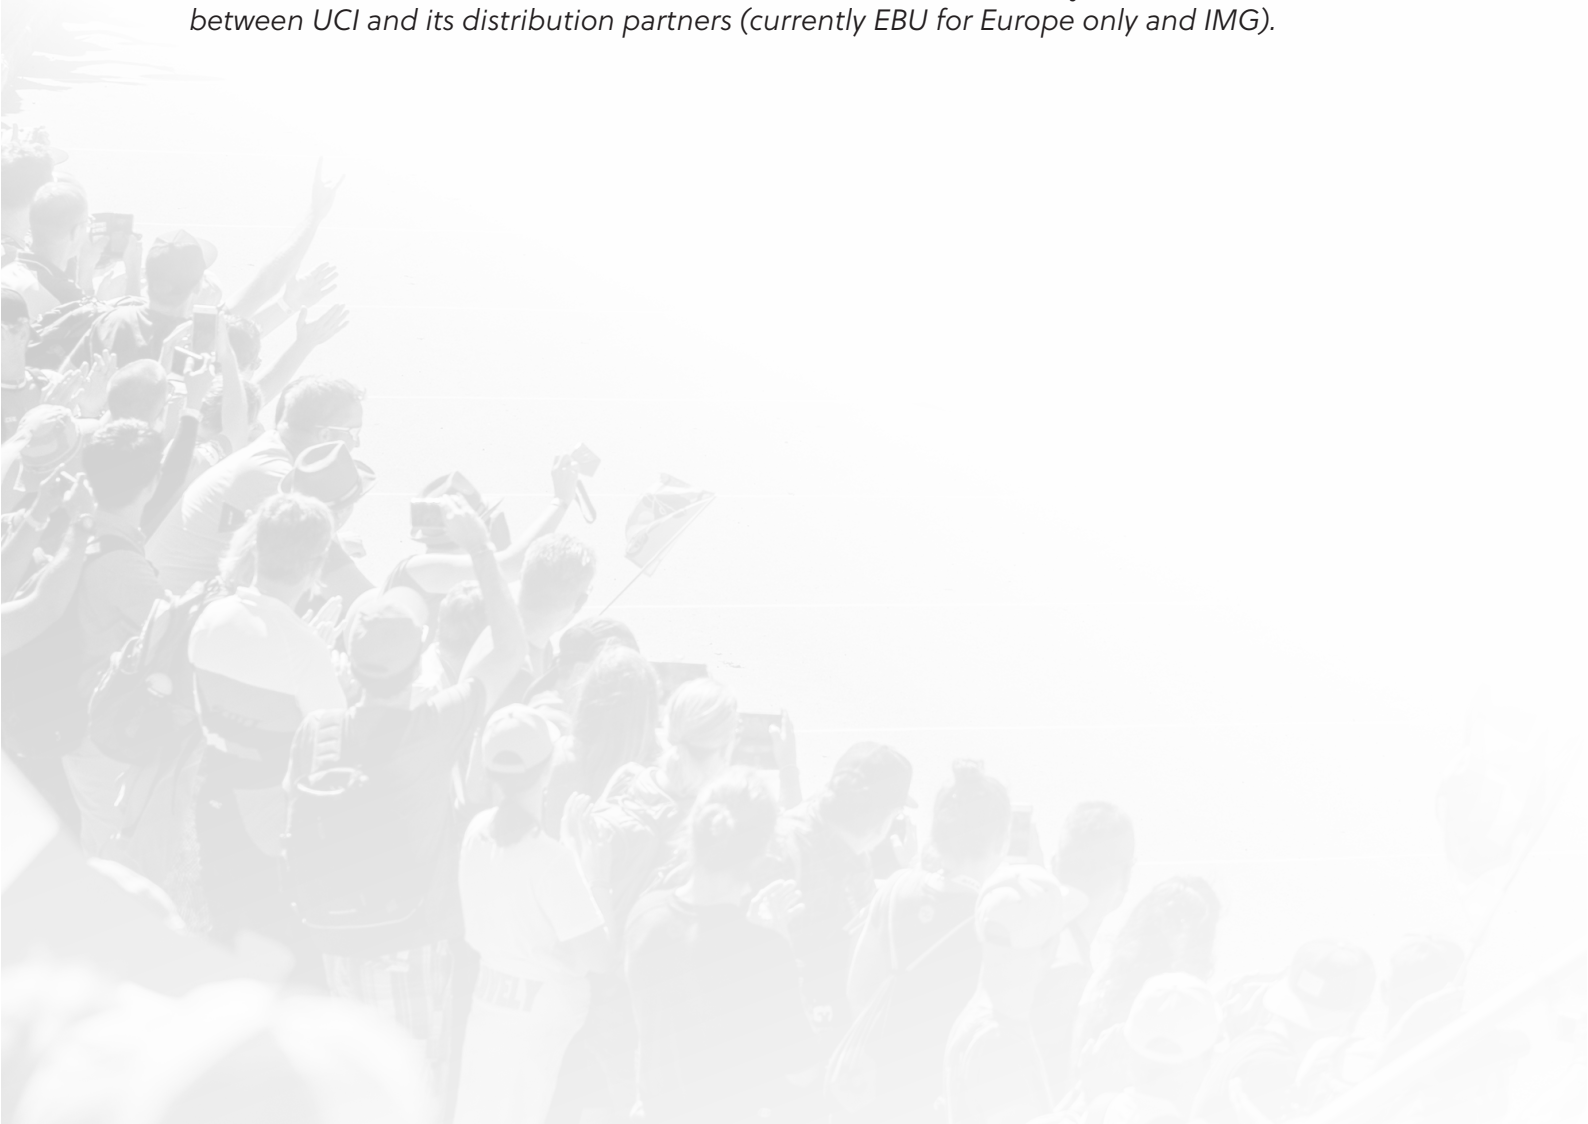 between UCI and its distribution partners (currently EBU for Europe only and IMG).